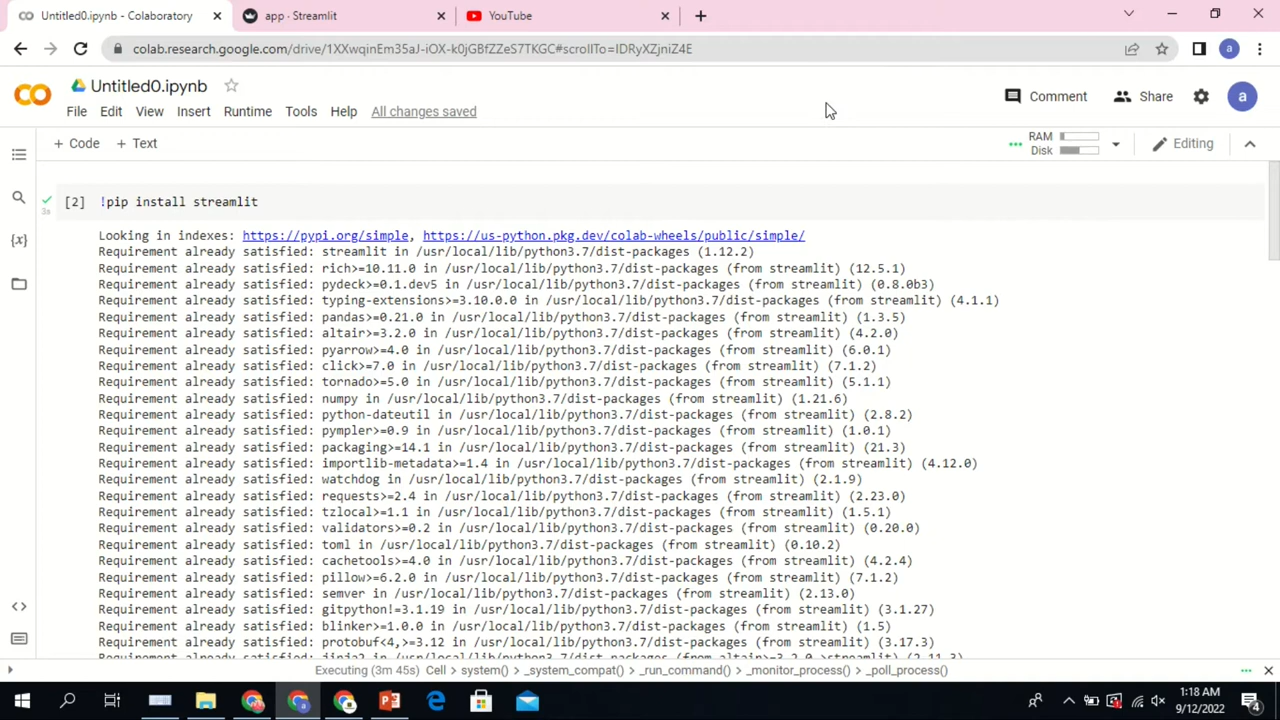 Untitled0.ipynb - Colaboratory
app · Streamlit
YouTube
colab.research.google.com/drive/1XXwqinEm35aJ-iOX-k0jGBfZZeS7TKGC#scrollTo=IDRyXZjniZ4E
a
Untitled0.ipynb
Comment
Share
a
File Edit View Insert Runtime Tools Help All changes saved
+ Code + Text
RAM
Disk
Editing
[2] !pip install streamlit
3s
Looking in indexes: https://pypi.org/simple, https://us-python.pkg.dev/colab-wheels/public/simple/
Requirement already satisfied: streamlit in /usr/local/lib/python3.7/dist-packages (1.12.2)
Requirement already satisfied: rich>=10.11.0 in /usr/local/lib/python3.7/dist-packages (from streamlit) (12.5.1)
Requirement already satisfied: pydeck>=0.1.dev5 in /usr/local/lib/python3.7/dist-packages (from streamlit) (0.8.0b3)
Requirement already satisfied: typing-extensions>=3.10.0.0 in /usr/local/lib/python3.7/dist-packages (from streamlit) (4.1.1)
Requirement already satisfied: pandas>=0.21.0 in /usr/local/lib/python3.7/dist-packages (from streamlit) (1.3.5)
Requirement already satisfied: altair>=3.2.0 in /usr/local/lib/python3.7/dist-packages (from streamlit) (4.2.0)
Requirement already satisfied: pyarrow>=4.0 in /usr/local/lib/python3.7/dist-packages (from streamlit) (6.0.1)
Requirement already satisfied: click>=7.0 in /usr/local/lib/python3.7/dist-packages (from streamlit) (7.1.2)
Requirement already satisfied: tornado>=5.0 in /usr/local/lib/python3.7/dist-packages (from streamlit) (5.1.1)
Requirement already satisfied: numpy in /usr/local/lib/python3.7/dist-packages (from streamlit) (1.21.6)
Requirement already satisfied: python-dateutil in /usr/local/lib/python3.7/dist-packages (from streamlit) (2.8.2)
Requirement already satisfied: pympler>=0.9 in /usr/local/lib/python3.7/dist-packages (from streamlit) (1.0.1)
Requirement already satisfied: packaging>=14.1 in /usr/local/lib/python3.7/dist-packages (from streamlit) (21.3)
Requirement already satisfied: importlib-metadata>=1.4 in /usr/local/lib/python3.7/dist-packages (from streamlit) (4.12.0)
Requirement already satisfied: watchdog in /usr/local/lib/python3.7/dist-packages (from streamlit) (2.1.9)
Requirement already satisfied: requests>=2.4 in /usr/local/lib/python3.7/dist-packages (from streamlit) (2.23.0)
Requirement already satisfied: tzlocal>=1.1 in /usr/local/lib/python3.7/dist-packages (from streamlit) (1.5.1)
Requirement already satisfied: validators>=0.2 in /usr/local/lib/python3.7/dist-packages (from streamlit) (0.20.0)
Requirement already satisfied: toml in /usr/local/lib/python3.7/dist-packages (from streamlit) (0.10.2)
Requirement already satisfied: cachetools>=4.0 in /usr/local/lib/python3.7/dist-packages (from streamlit) (4.2.4)
Requirement already satisfied: pillow>=6.2.0 in /usr/local/lib/python3.7/dist-packages (from streamlit) (7.1.2)
Requirement already satisfied: semver in /usr/local/lib/python3.7/dist-packages (from streamlit) (2.13.0)
Requirement already satisfied: gitpython!=3.1.19 in /usr/local/lib/python3.7/dist-packages (from streamlit) (3.1.27)
Requirement already satisfied: blinker>=1.0.0 in /usr/local/lib/python3.7/dist-packages (from streamlit) (1.5)
Requirement already satisfied: protobuf<4,>=3.12 in /usr/local/lib/python3.7/dist-packages (from streamlit) (3.17.3)
Requirement already satisfied: jinja2 in /usr/local/lib/python3.7/dist-packages (from altair>=3.2.0->streamlit) (2.11.3)
Executing (3m 45s) Cell > system() > _system_compat() > _run_command() > _monitor_process() > _poll_process()
1:18 AM
9/12/2022
4